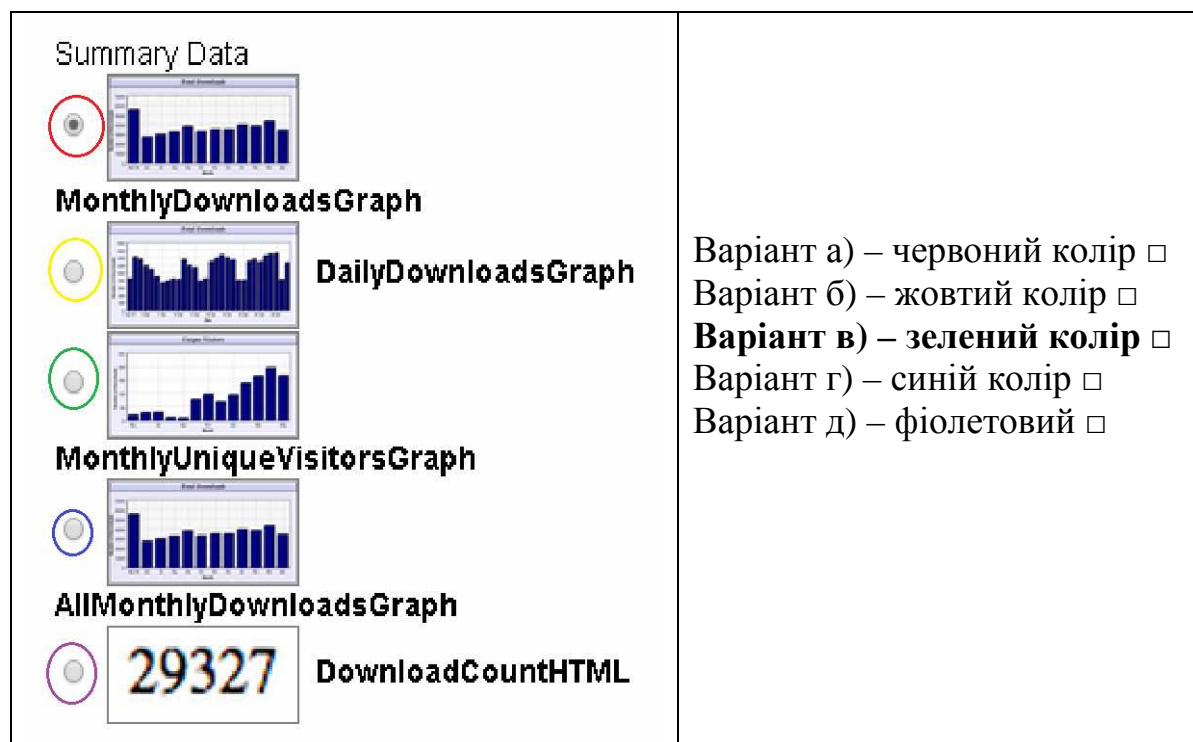 Summary Data
MonthlyDownloadsGraph
DailyDownloadsGraph
MonthlyUniqueVisitorsGraph
AllMonthlyDownloadsGraph
29327 DownloadCountHTML
Варіант а) – червоний колір □
Варіант б) – жовтий колір □
Варіант в) – зелений колір □
Варіант г) – синій колір □
Варіант д) – фіолетовий □